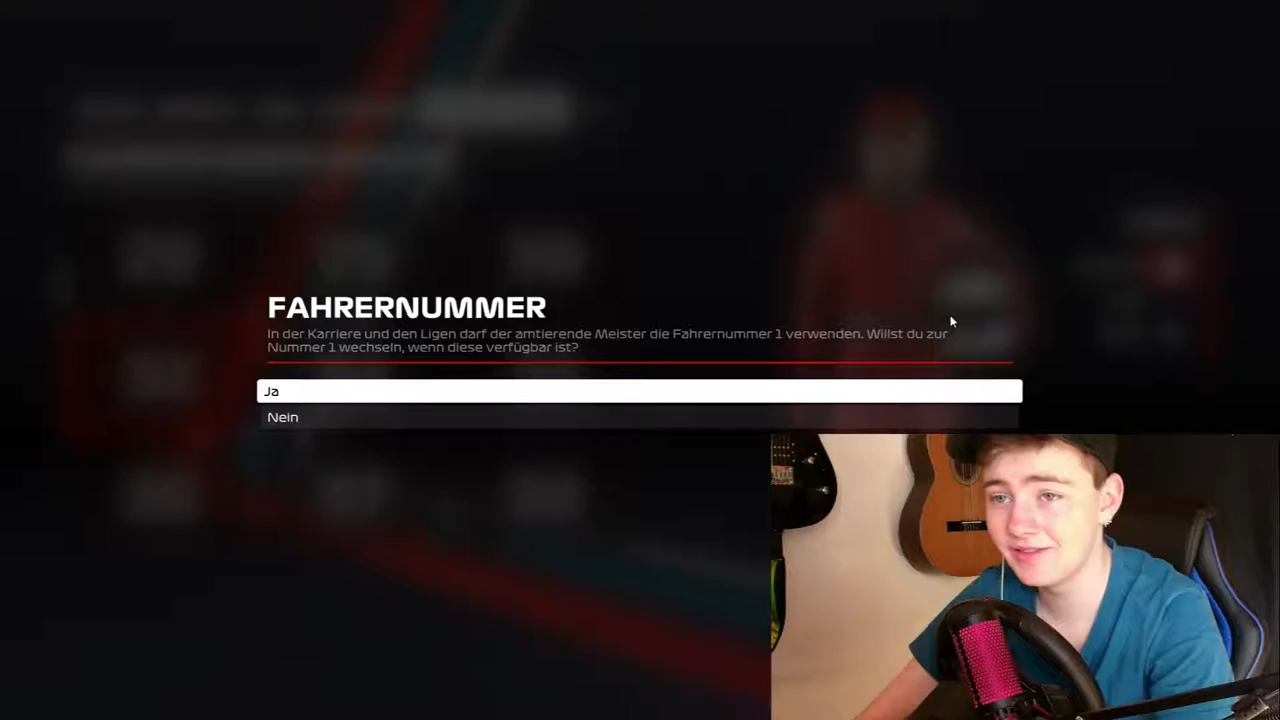 FAHRERNUMMER
In der Karriere und den Ligen darf der amtierende Meister die Fahrernummer 1 verwenden. Willst du zur
Nummer 1 wechseln, wenn diese verfügbar ist?
Ja
Nein